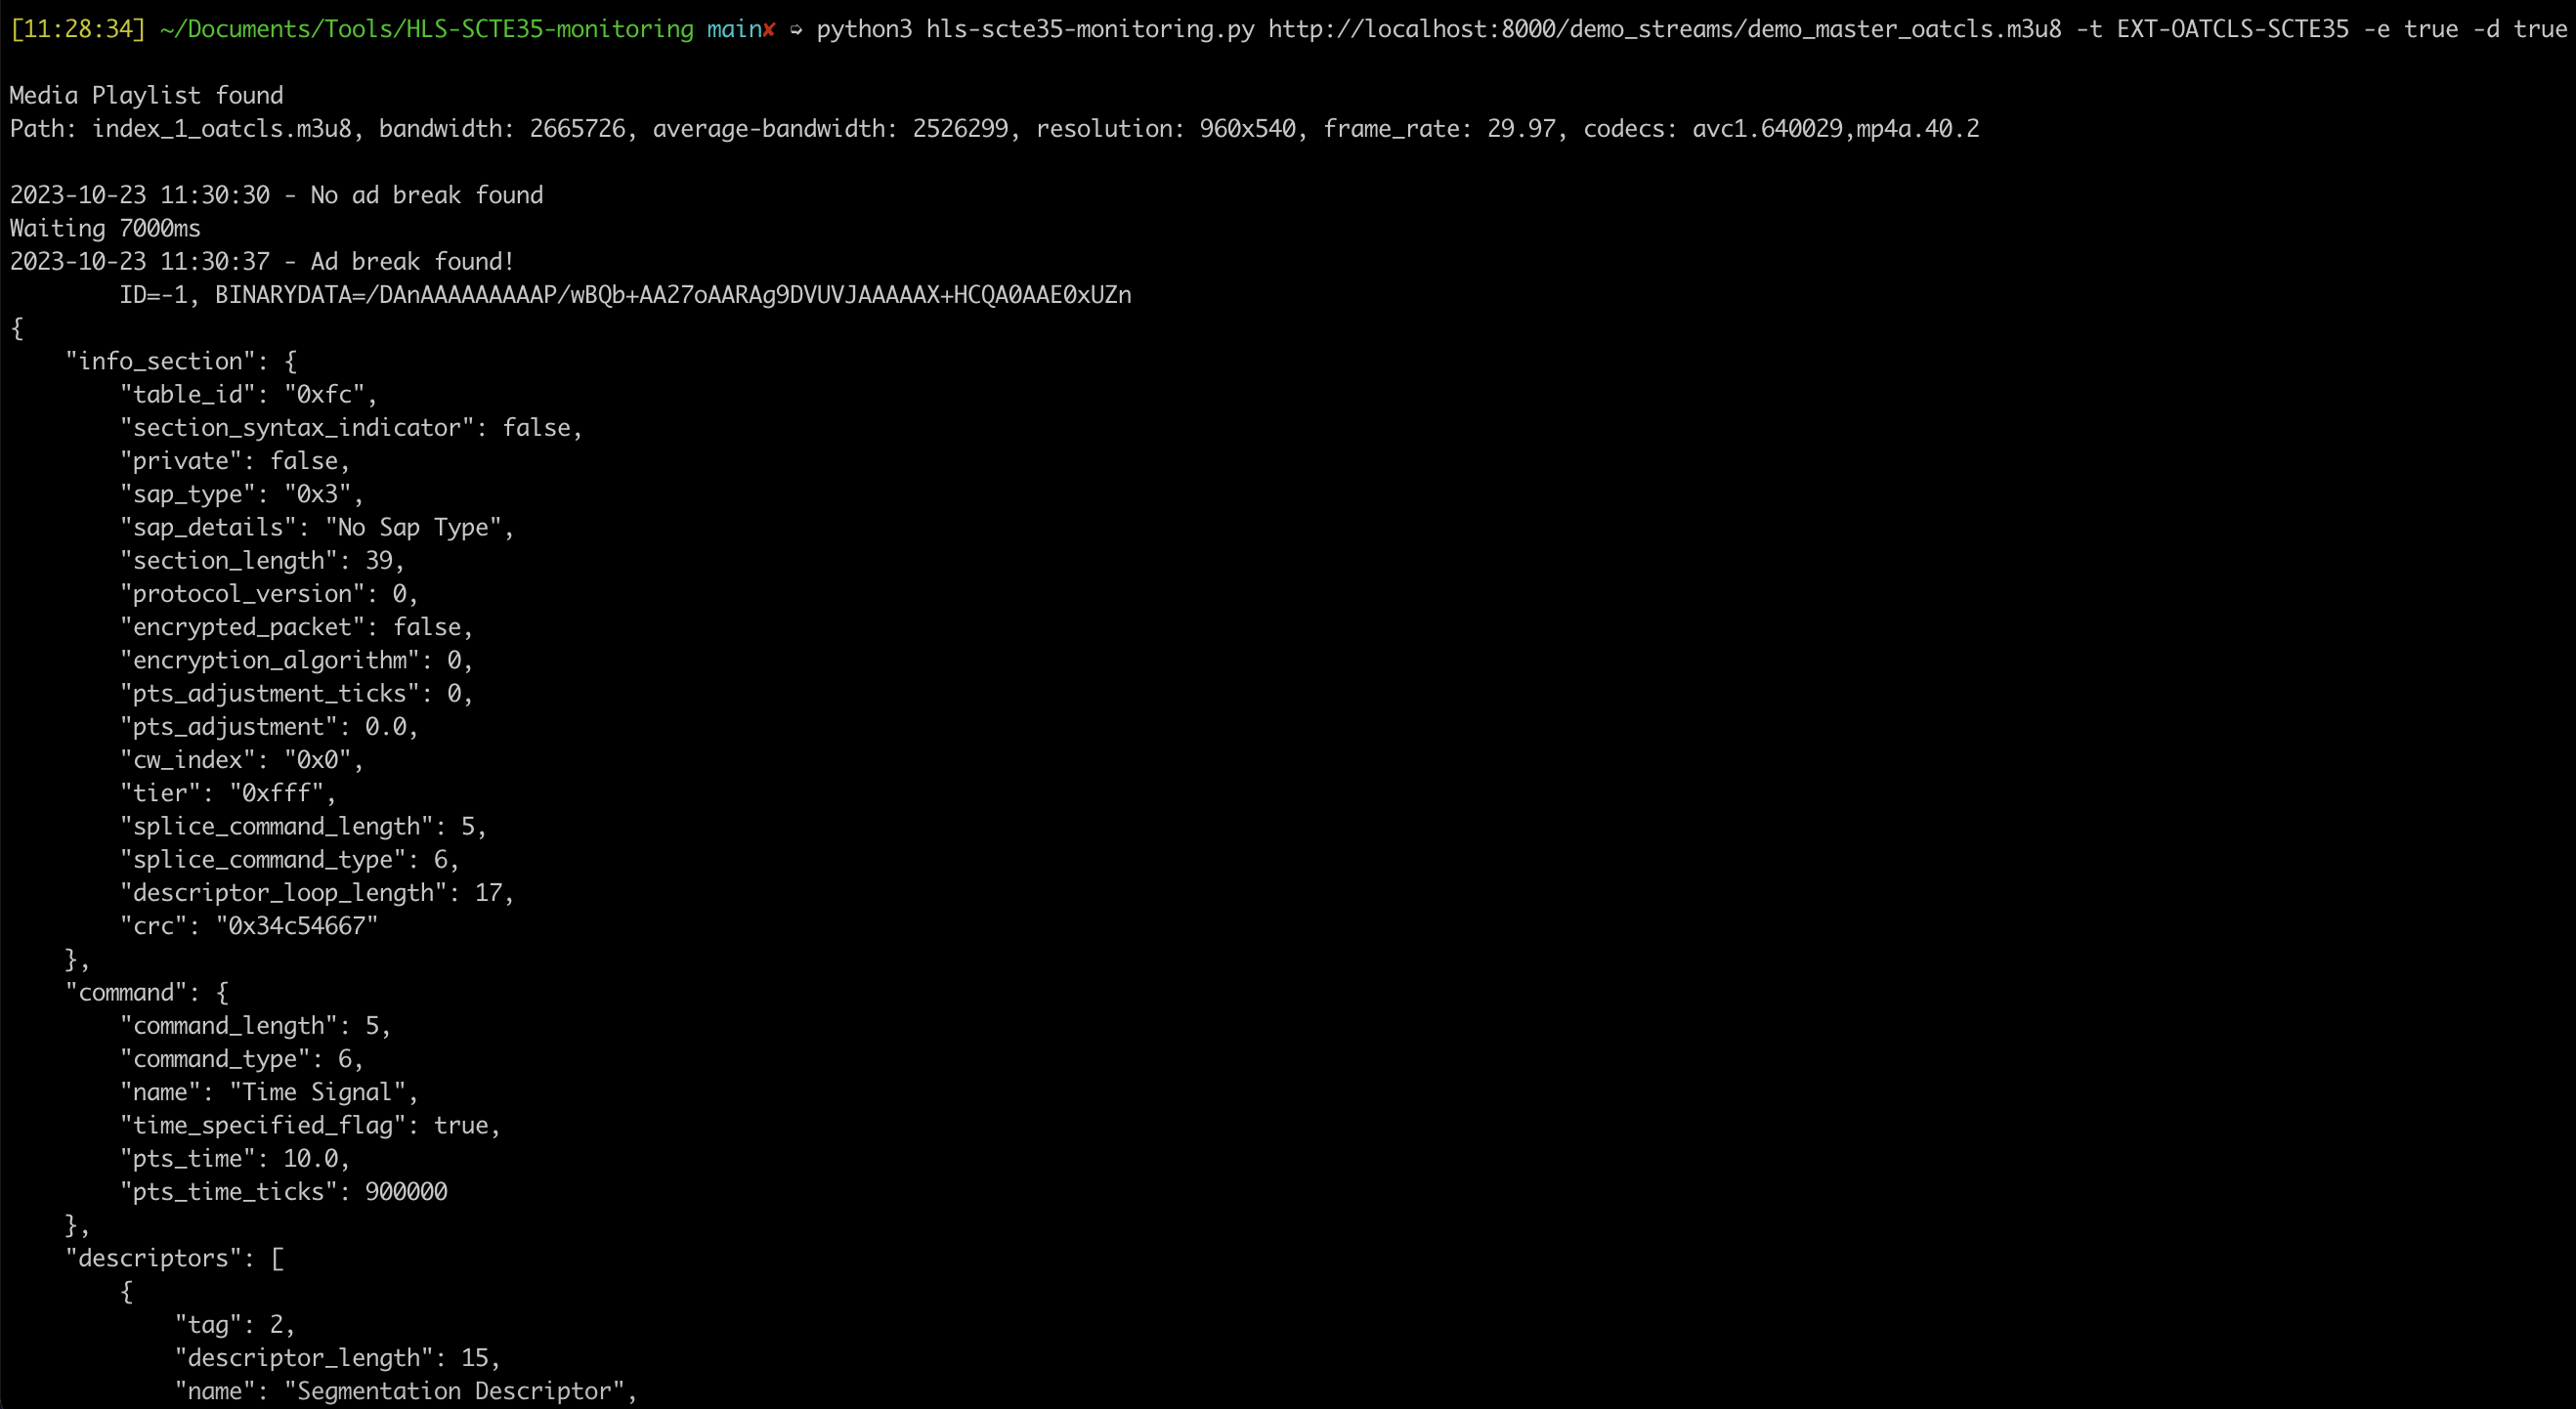 [11:28:34] ~/Documents/Tools/HLS-SCTE35-monitoring main✘ ➭ python3 hls-scte35-monitoring.py http://localhost:8000/demo_streams/demo_master_oatcls.m3u8 -t EXT-OATCLS-SCTE35 -e true -d true
Media Playlist found
Path: index_1_oatcls.m3u8, bandwidth: 2665726, average-bandwidth: 2526299, resolution: 960x540, frame_rate: 29.97, codecs: avc1.640029,mp4a.40.2
2023-10-23 11:30:30 - No ad break found
Waiting 7000ms
2023-10-23 11:30:37 - Ad break found!
        ID=-1, BINARYDATA=/DAnAAAAAAAAAP/wBQb+AA27oAARAg9DVUVJAAAAAX+HCQA0AAE0xUZn
{
    "info_section": {
        "table_id": "0xfc",
        "section_syntax_indicator": false,
        "private": false,
        "sap_type": "0x3",
        "sap_details": "No Sap Type",
        "section_length": 39,
        "protocol_version": 0,
        "encrypted_packet": false,
        "encryption_algorithm": 0,
        "pts_adjustment_ticks": 0,
        "pts_adjustment": 0.0,
        "cw_index": "0x0",
        "tier": "0xfff",
        "splice_command_length": 5,
        "splice_command_type": 6,
        "descriptor_loop_length": 17,
        "crc": "0x34c54667"
    },
    "command": {
        "command_length": 5,
        "command_type": 6,
        "name": "Time Signal",
        "time_specified_flag": true,
        "pts_time": 10.0,
        "pts_time_ticks": 900000
    },
    "descriptors": [
        {
            "tag": 2,
            "descriptor_length": 15,
            "name": "Segmentation Descriptor",